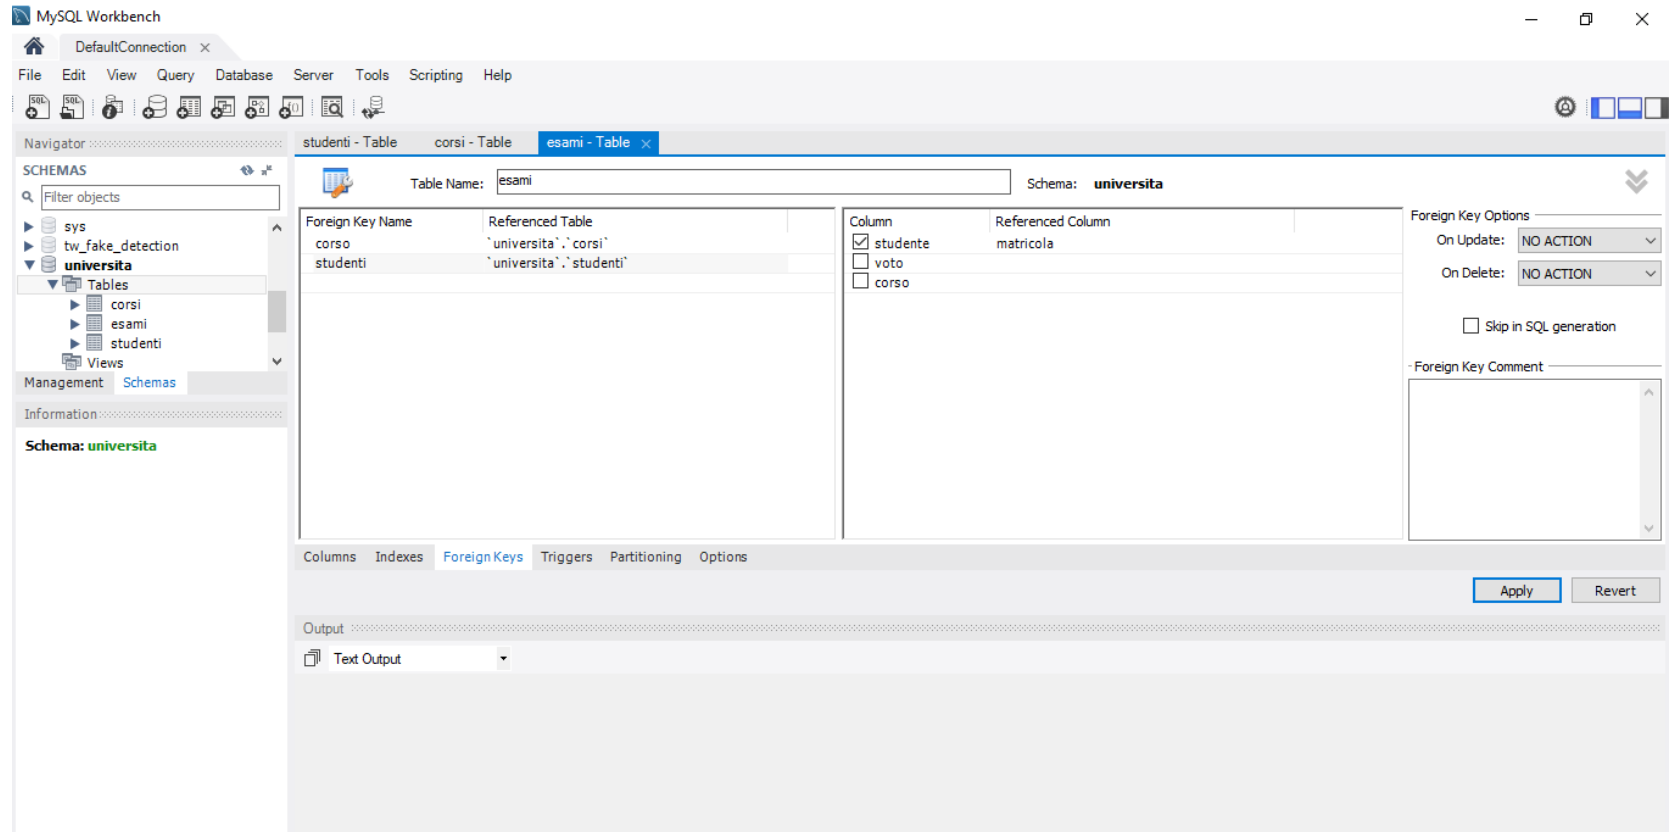 MySQL Workbench
DefaultConnection ×
File Edit View Query Database Server Tools Scripting Help
Navigator
SCHEMAS
Filter objects
sys
tw_fake_detection
universita
Tables
corsi
esami
studenti
Views
Management Schemas
Information
Schema: universita
studenti - Table corsi - Table esami - Table ×
Table Name: esami Schema: universita
Foreign Key Name Referenced Table
corso `universita`.`corsi`
studenti `universita`.`studenti`
Column Referenced Column
studente matricola
voto
corso
Foreign Key Options
On Update: NO ACTION
On Delete: NO ACTION
Skip in SQL generation
Foreign Key Comment
Columns Indexes Foreign Keys Triggers Partitioning Options
Apply Revert
Output
Text Output